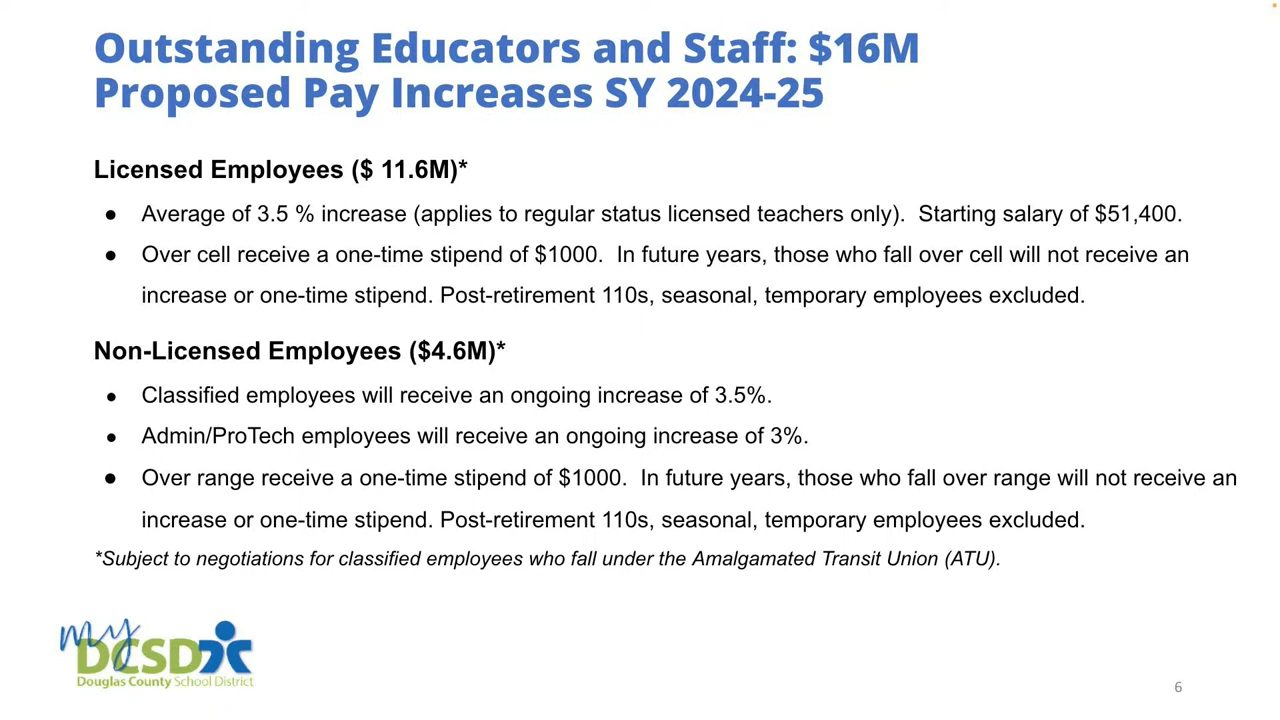 Outstanding Educators and Staff: $16M
Proposed Pay Increases SY 2024-25
Licensed Employees ($ 11.6M)*
● Average of 3.5 % increase (applies to regular status licensed teachers only).  Starting salary of $51,400.
● Over cell receive a one-time stipend of $1000.  In future years, those who fall over cell will not receive an
increase or one-time stipend. Post-retirement 110s, seasonal, temporary employees excluded.
Non-Licensed Employees ($4.6M)*
● Classified employees will receive an ongoing increase of 3.5%.
● Admin/ProTech employees will receive an ongoing increase of 3%.
● Over range receive a one-time stipend of $1000.  In future years, those who fall over range will not receive an
increase or one-time stipend. Post-retirement 110s, seasonal, temporary employees excluded.
*Subject to negotiations for classified employees who fall under the Amalgamated Transit Union (ATU).
my
DCSD
Douglas County School District
6